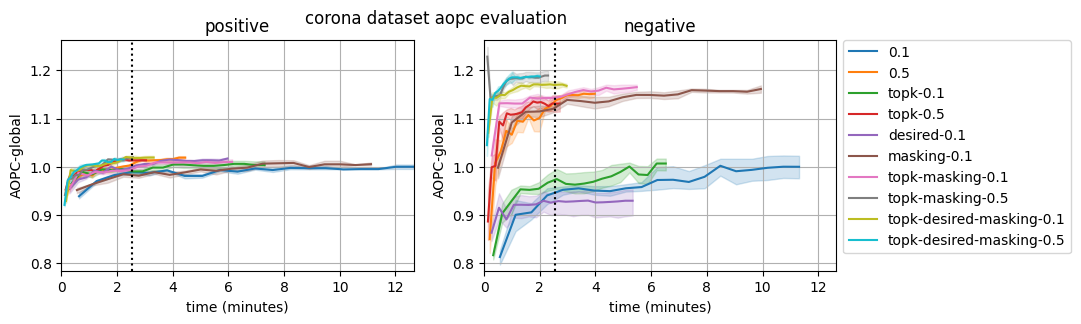 corona dataset aopc evaluation
positive
AOPC-global
1.2
1.1
1.0
0.9
0.8
0 2 4 6 8 10 12
time (minutes)
negative
AOPC-global
1.2
1.1
1.0
0.9
0.8
0 2 4 6 8 10 12
time (minutes)
0.1
0.5
topk-0.1
topk-0.5
desired-0.1
masking-0.1
topk-masking-0.1
topk-masking-0.5
topk-desired-masking-0.1
topk-desired-masking-0.5